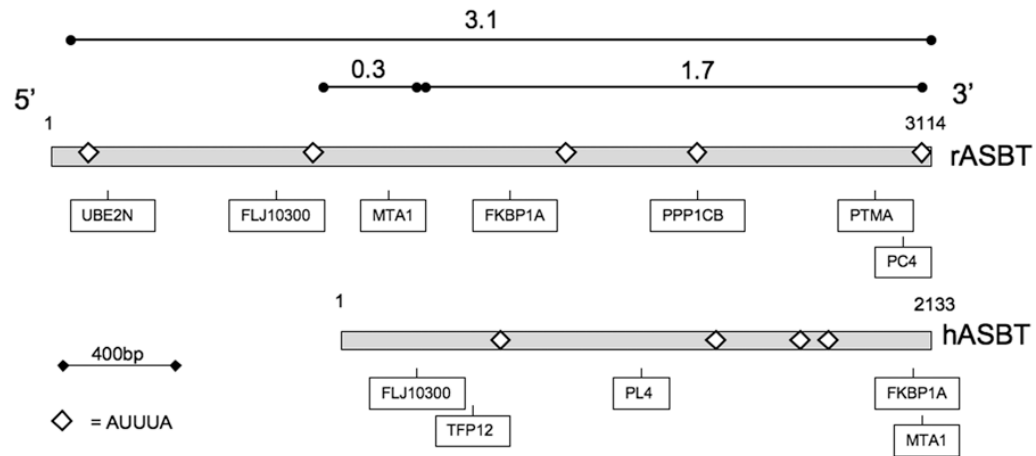 3.1
0.3 1.7
5’ 3’
1 3114
rASBT
UBE2N FLJ10300 MTA1 FKBP1A PPP1CB PTMA
PC4
1 2133
hASBT
400bp
FLJ10300 PL4 FKBP1A
= AUUUA TFP12 MTA1